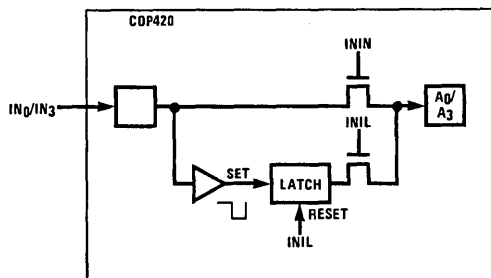 COP420
ININ
IN0/IN3
A0/
A3
INIL
SET
LATCH
RESET
INIL